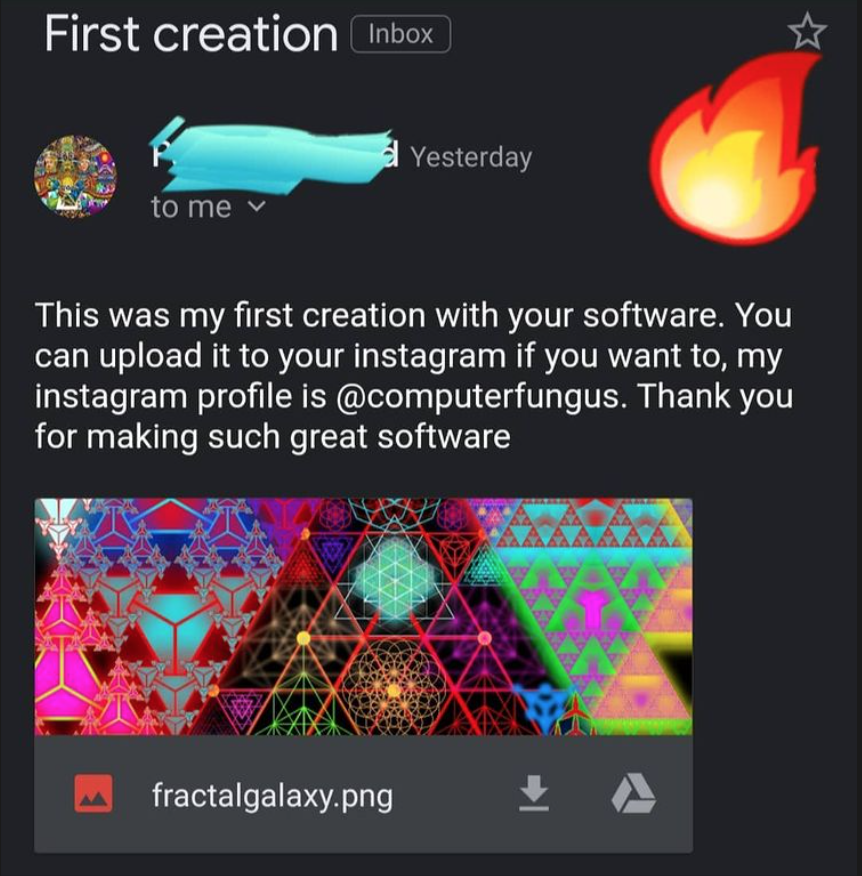 First creation Inbox
Yesterday
to me
This was my first creation with your software. You
can upload it to your instagram if you want to, my
instagram profile is @computerfungus. Thank you
for making such great software
fractalgalaxy.png